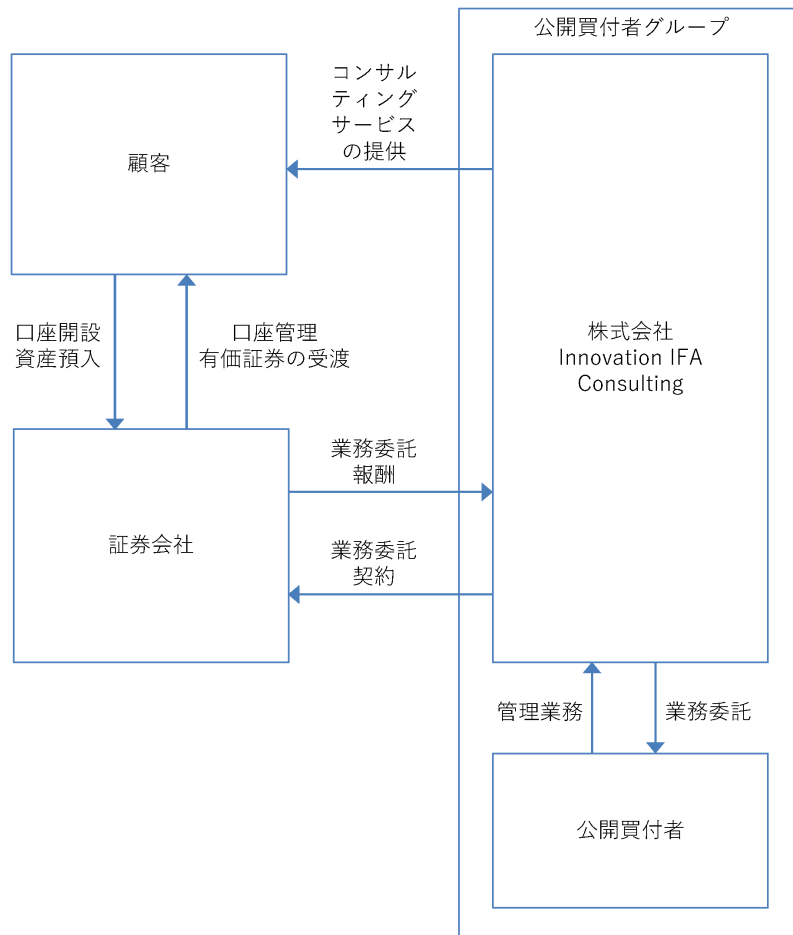 公開買付者グループ
コンサル
ティング
サービス
の提供
顧客
株式会社
Innovation IFA
Consulting
口座開設
資産預入
口座管理
有価証券の受渡
証券会社
業務委託
報酬
業務委託
契約
管理業務
業務委託
公開買付者